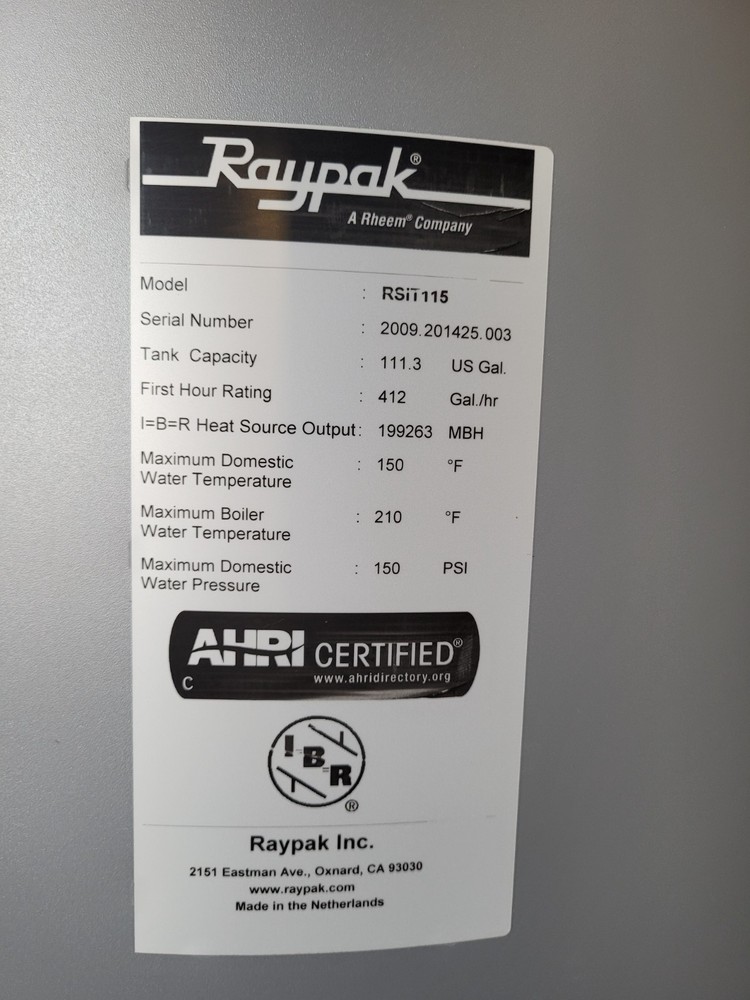 Raypak®
A Rheem® Company
Model : RSiT115
Serial Number : 2009.201425.003
Tank Capacity : 111.3 US Gal.
First Hour Rating : 412 Gal./hr
I=B=R Heat Source Output: 199263 MBH
Maximum Domestic : 150 °F
Water Temperature
Maximum Boiler : 210 °F
Water Temperature
Maximum Domestic : 150 PSI
Water Pressure
AHRI CERTIFIED®
C www.ahridirectory.org
I=B=R
®
Raypak Inc.
2151 Eastman Ave., Oxnard, CA 93030
www.raypak.com
Made in the Netherlands